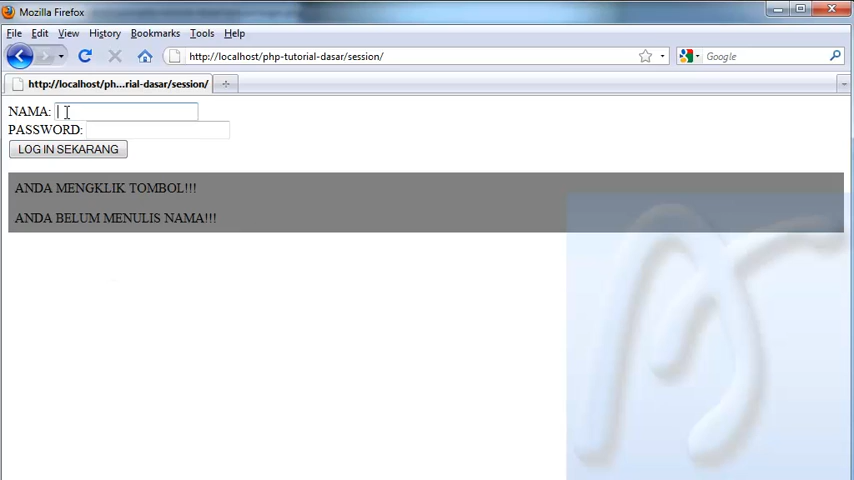 Mozilla Firefox
File Edit View History Bookmarks Tools Help
http://localhost/php-tutorial-dasar/session/
Google
http://localhost/ph...rial-dasar/session/
NAMA:
PASSWORD:
LOG IN SEKARANG
ANDA MENGKLIK TOMBOL!!!
ANDA BELUM MENULIS NAMA!!!